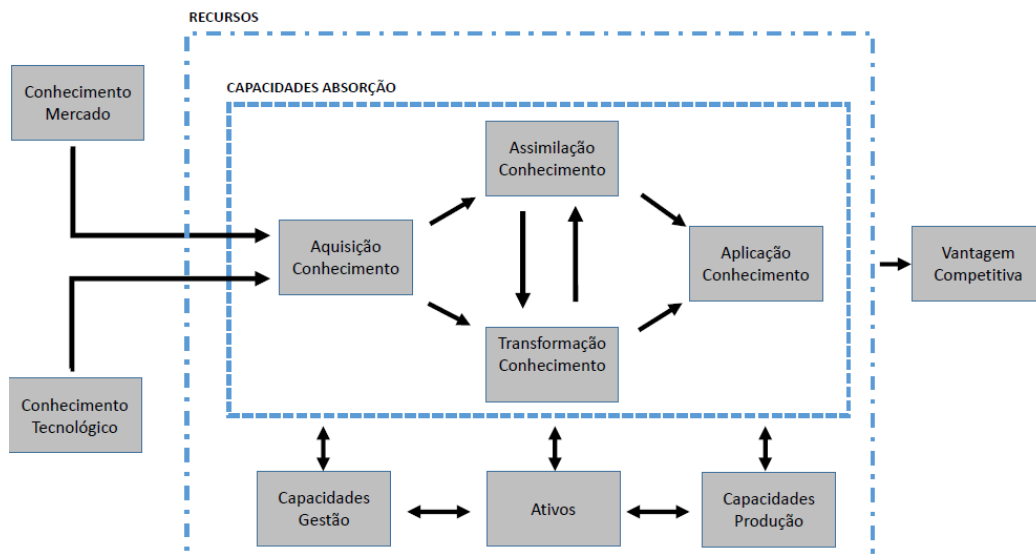 RECURSOS
Conhecimento
Mercado
CAPACIDADES ABSORÇÃO
Assimilação
Conhecimento
Aquisição
Conhecimento
Aplicação
Conhecimento
Vantagem
Competitiva
Transformação
Conhecimento
Conhecimento
Tecnológico
Capacidades
Gestão
Ativos
Capacidades
Produção